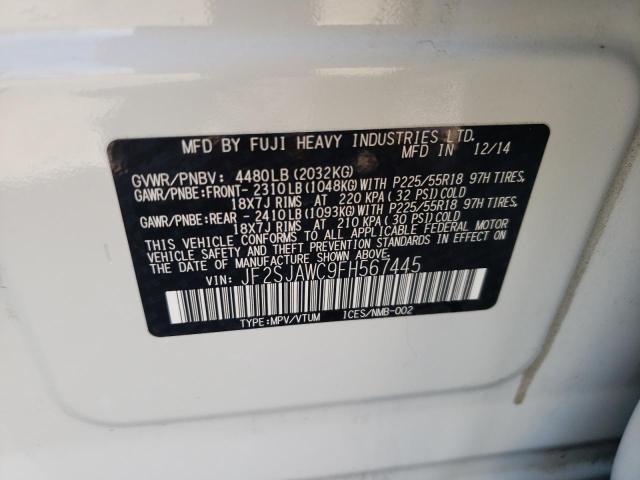 MFD BY FUJI HEAVY INDUSTRIES LTD.
MFD IN 12/14
GVWR/PNBV: 4480LB(2032KG)
GAWR/PNBE:FRONT-2310LB(1048KG)WITH P225/55R18 97H TIRES,
18X7J RIMS AT 220 KPA(32 PSI)COLD
GAWR/PNBE:REAR -2410LB(1093KG)WITH P225/55R18 97H TIRES,
18X7J RIMS AT 210 KPA(30 PSI)COLD
THIS VEHICLE CONFORMS TO ALL APPLICABLE FEDERAL MOTOR
VEHICLE SAFETY AND THEFT PREVENTION STANDARDS IN EFFECT ON
THE DATE OF MANUFACTURE SHOWN ABOVE.
VIN: JF2SJAWC9FH567445
TYPE:MPV/VTUM ICES/NMB-002